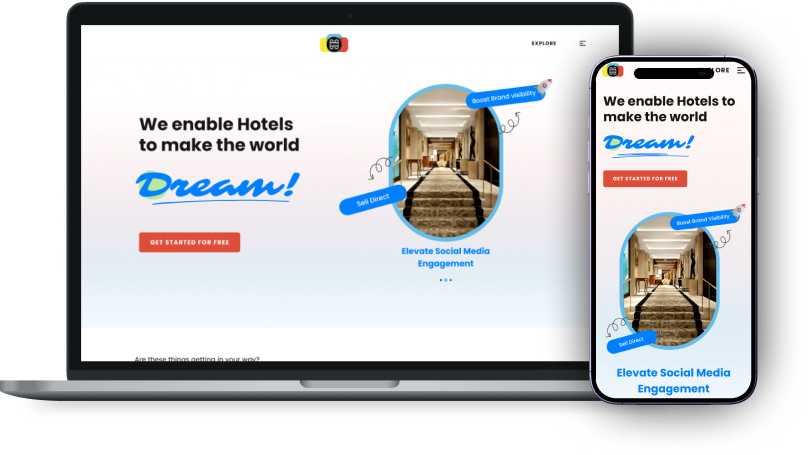 EXPLORE
We enable Hotels
to make the world
Dream!
GET STARTED FOR FREE
Boost Brand visibility
Sell Direct
Elevate Social Media
Engagement
Are these things getting in your way?
LORE
We enable Hotels to
make the world
Dream!
GET STARTED FOR FREE
Boost Brand Visibility
Sell Direct
Elevate Social Media
Engagement